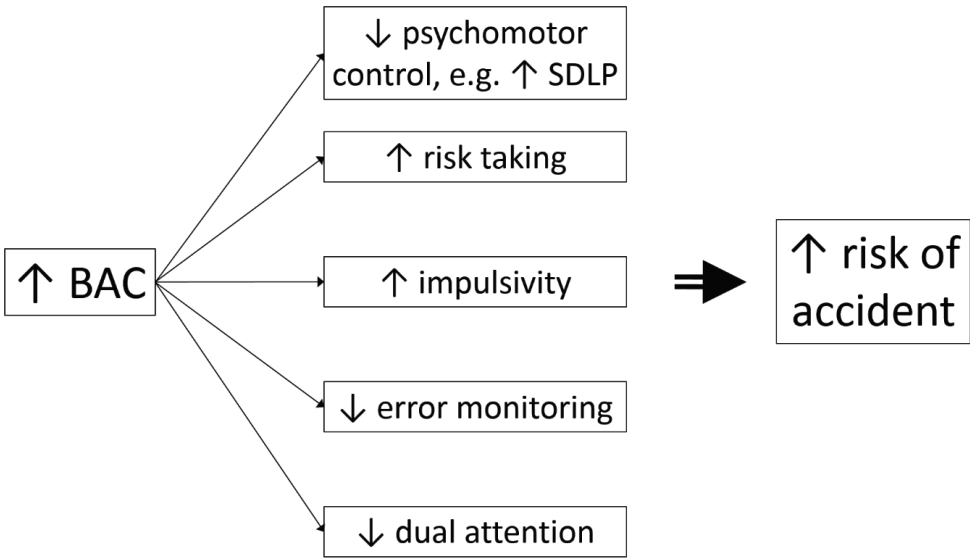 ↓ psychomotor
control, e.g. ↑ SDLP
↑ risk taking
↑ BAC
↑ impulsivity
↑ risk of
accident
↓ error monitoring
↓ dual attention